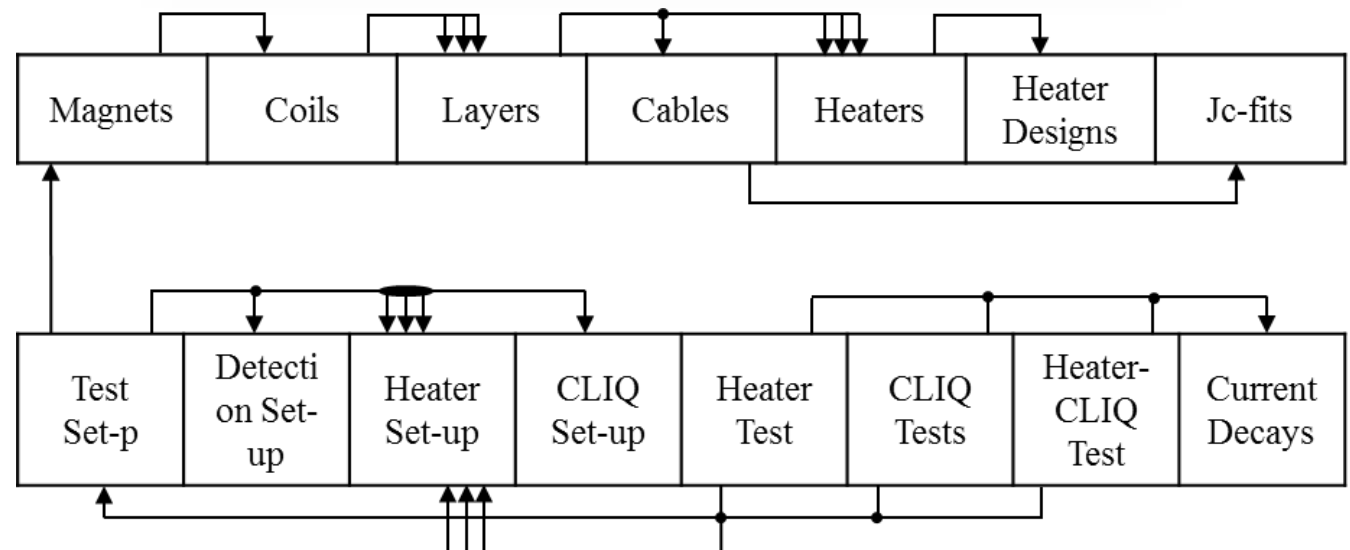 Magnets
Coils
Layers
Cables
Heaters
Heater
Designs
Jc-fits
Test
Set-p
Detecti
on Set-
up
Heater
Set-up
CLIQ
Set-up
Heater
Test
CLIQ
Tests
Heater-
CLIQ
Test
Current
Decays